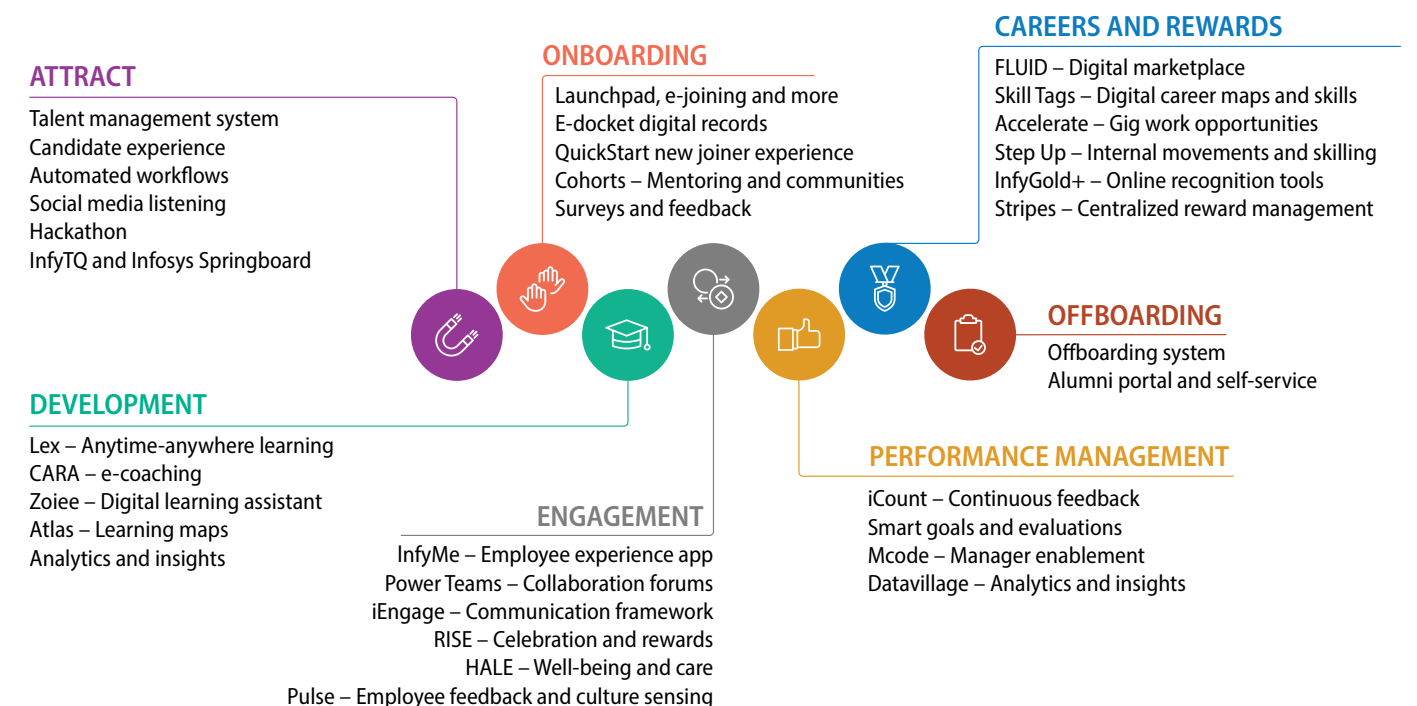 ATTRACT
Talent management system
Candidate experience
Automated workflows
Social media listening
Hackathon
InfyTQ and Infosys Springboard
ONBOARDING
Launchpad, e-joining and more
E-docket digital records
QuickStart new joiner experience
Cohorts – Mentoring and communities
Surveys and feedback
CAREERS AND REWARDS
FLUID – Digital marketplace
Skill Tags – Digital career maps and skills
Accelerate – Gig work opportunities
Step Up – Internal movements and skilling
InfyGold+ – Online recognition tools
Stripes – Centralized reward management
OFFBOARDING
Offboarding system
Alumni portal and self-service
DEVELOPMENT
Lex – Anytime-anywhere learning
CARA – e-coaching
Zoiee – Digital learning assistant
Atlas – Learning maps
Analytics and insights
ENGAGEMENT
InfyMe – Employee experience app
Power Teams – Collaboration forums
iEngage – Communication framework
RISE – Celebration and rewards
HALE – Well-being and care
Pulse – Employee feedback and culture sensing
PERFORMANCE MANAGEMENT
iCount – Continuous feedback
Smart goals and evaluations
Mcode – Manager enablement
Datavillage – Analytics and insights